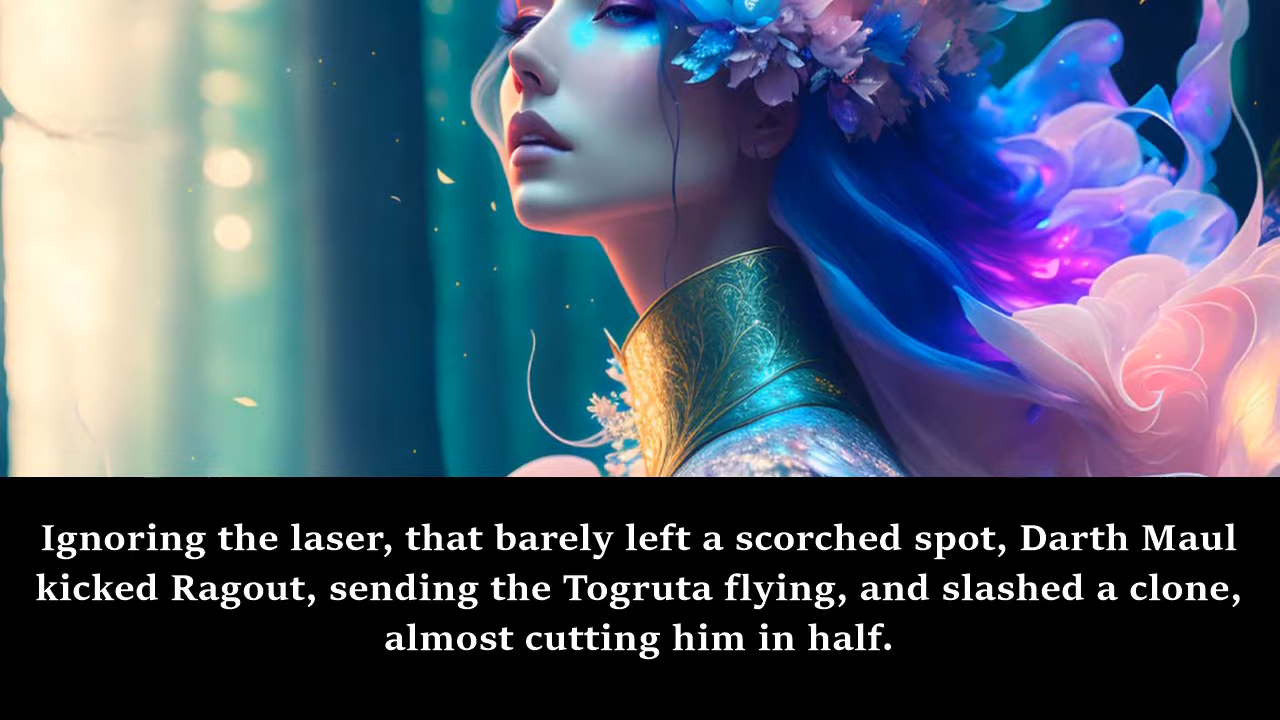 Ignoring the laser, that barely left a scorched spot, Darth Maul
kicked Ragout, sending the Togruta flying, and slashed a clone,
almost cutting him in half.